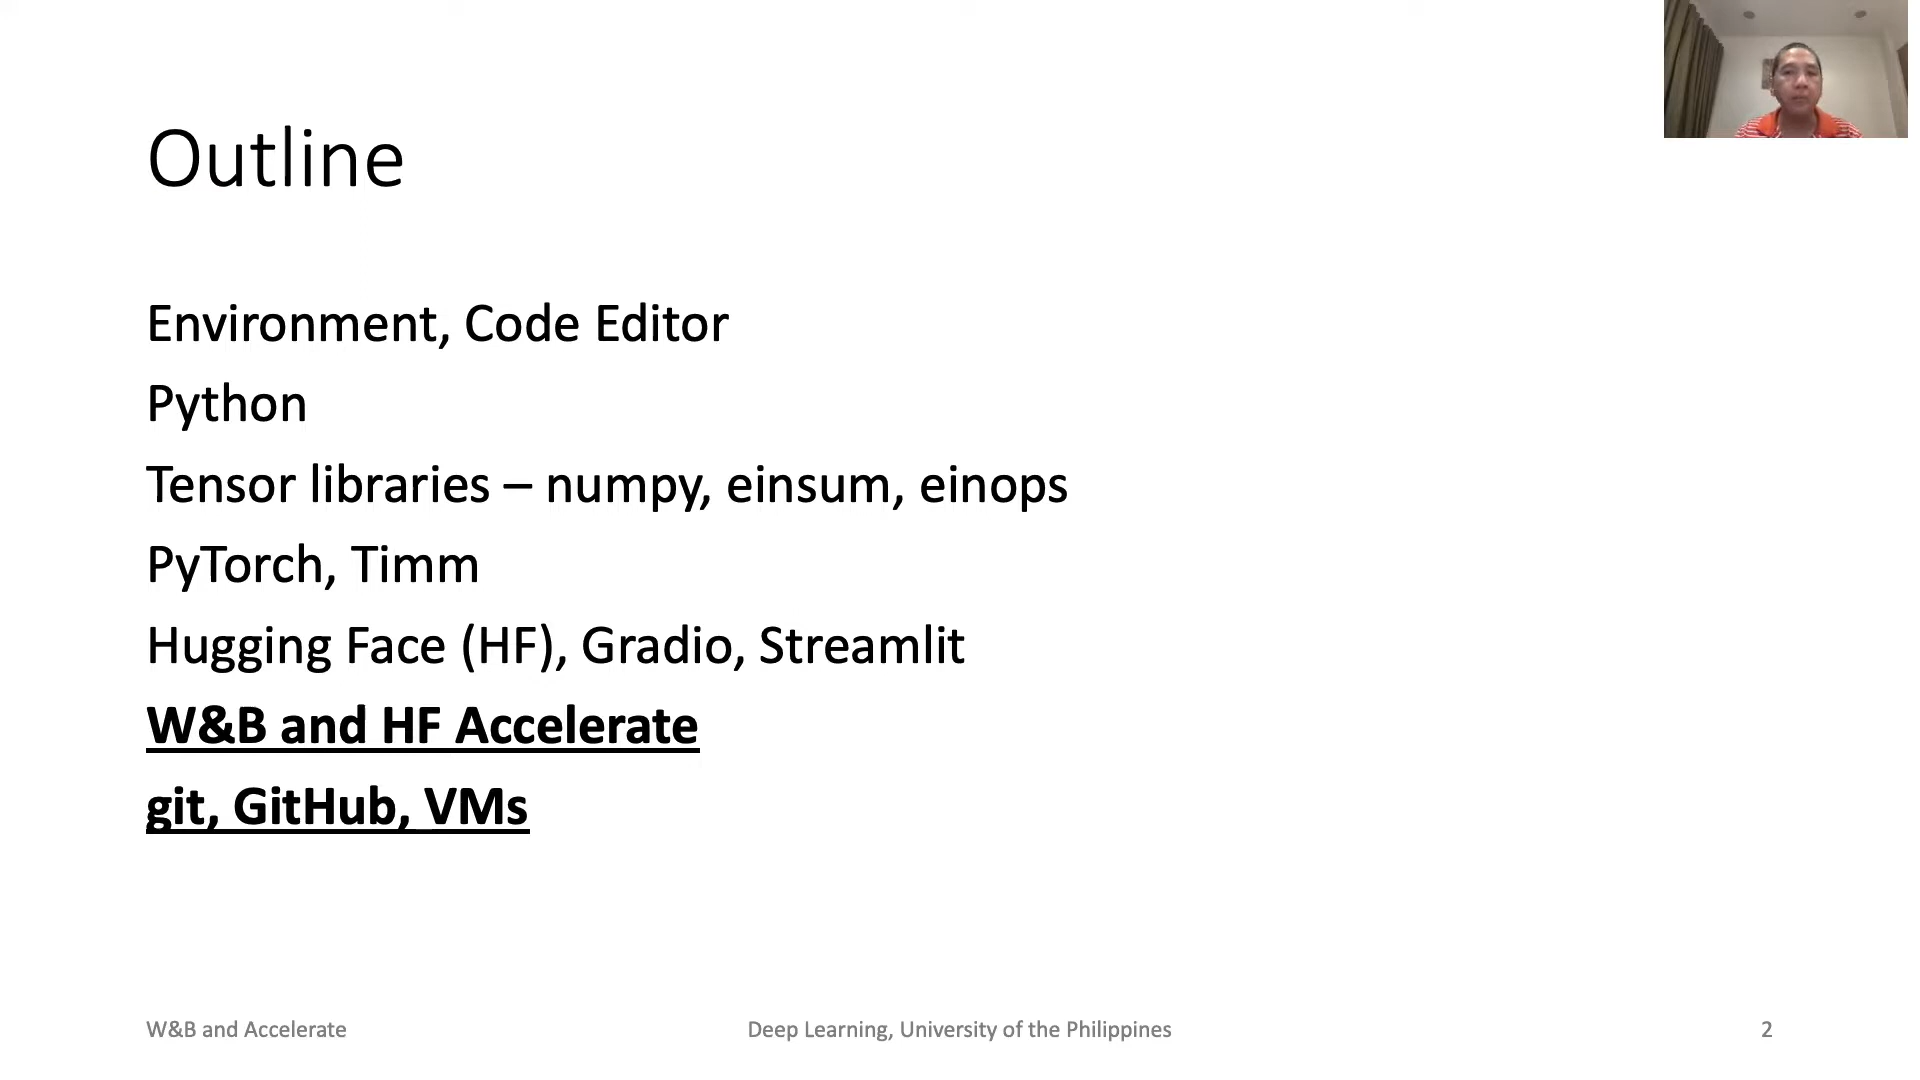 Outline
Environment, Code Editor
Python
Tensor libraries – numpy, einsum, einops
PyTorch, Timm
Hugging Face (HF), Gradio, Streamlit
W&B and HF Accelerate
git, GitHub, VMs
W&B and Accelerate
Deep Learning, University of the Philippines
2